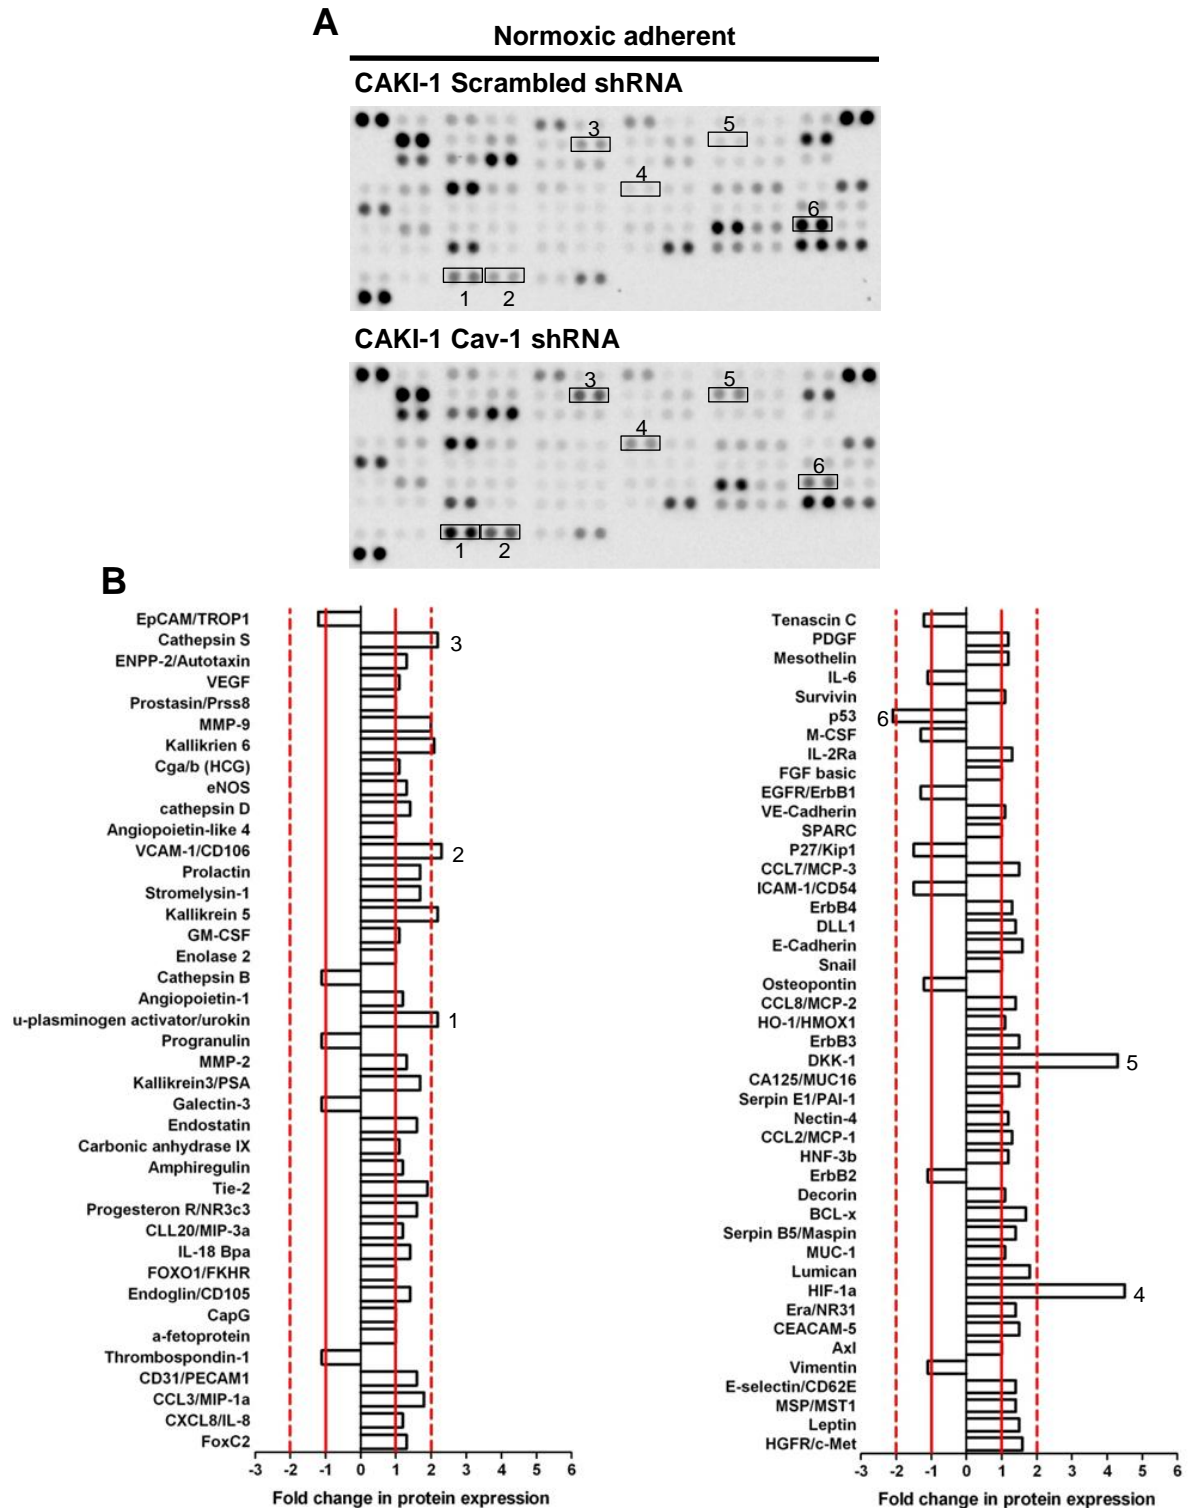 A
Normoxic adherent
CAKI-1 Scrambled shRNA
3
5
4
6
1
2
CAKI-1 Cav-1 shRNA
3
5
4
6
1
2
B
EpCAM/TROP1
Cathepsin S
3
ENPP-2/Autotaxin
VEGF
Prostasin/Prss8
MMP-9
Kallikrien 6
Cga/b (HCG)
eNOS
cathepsin D
Angiopoietin-like 4
VCAM-1/CD106
2
Prolactin
Stromelysin-1
Kallikrein 5
GM-CSF
Enolase 2
Cathepsin B
Angiopoietin-1
u-plasminogen activator/urokin
1
Progranulin
MMP-2
Kallikrein3/PSA
Galectin-3
Endostatin
Carbonic anhydrase IX
Amphiregulin
Tie-2
Progesteron R/NR3c3
CLL20/MIP-3a
IL-18 Bpa
FOXO1/FKHR
Endoglin/CD105
CapG
a-fetoprotein
Thrombospondin-1
CD31/PECAM1
CCL3/MIP-1a
CXCL8/IL-8
FoxC2
-3 -2 -1 0 1 2 3 4 5 6
Fold change in protein expression
Tenascin C
PDGF
Mesothelin
IL-6
Survivin
p53
6
M-CSF
IL-2Ra
FGF basic
EGFR/ErbB1
VE-Cadherin
SPARC
P27/Kip1
CCL7/MCP-3
ICAM-1/CD54
ErbB4
DLL1
E-Cadherin
Snail
Osteopontin
CCL8/MCP-2
HO-1/HMOX1
ErbB3
DKK-1
5
CA125/MUC16
Serpin E1/PAI-1
Nectin-4
CCL2/MCP-1
HNF-3b
ErbB2
Decorin
BCL-x
Serpin B5/Maspin
MUC-1
Lumican
HIF-1a
4
Era/NR31
CEACAM-5
Axl
Vimentin
E-selectin/CD62E
MSP/MST1
Leptin
HGFR/c-Met
-3 -2 -1 0 1 2 3 4 5 6
Fold change in protein expression